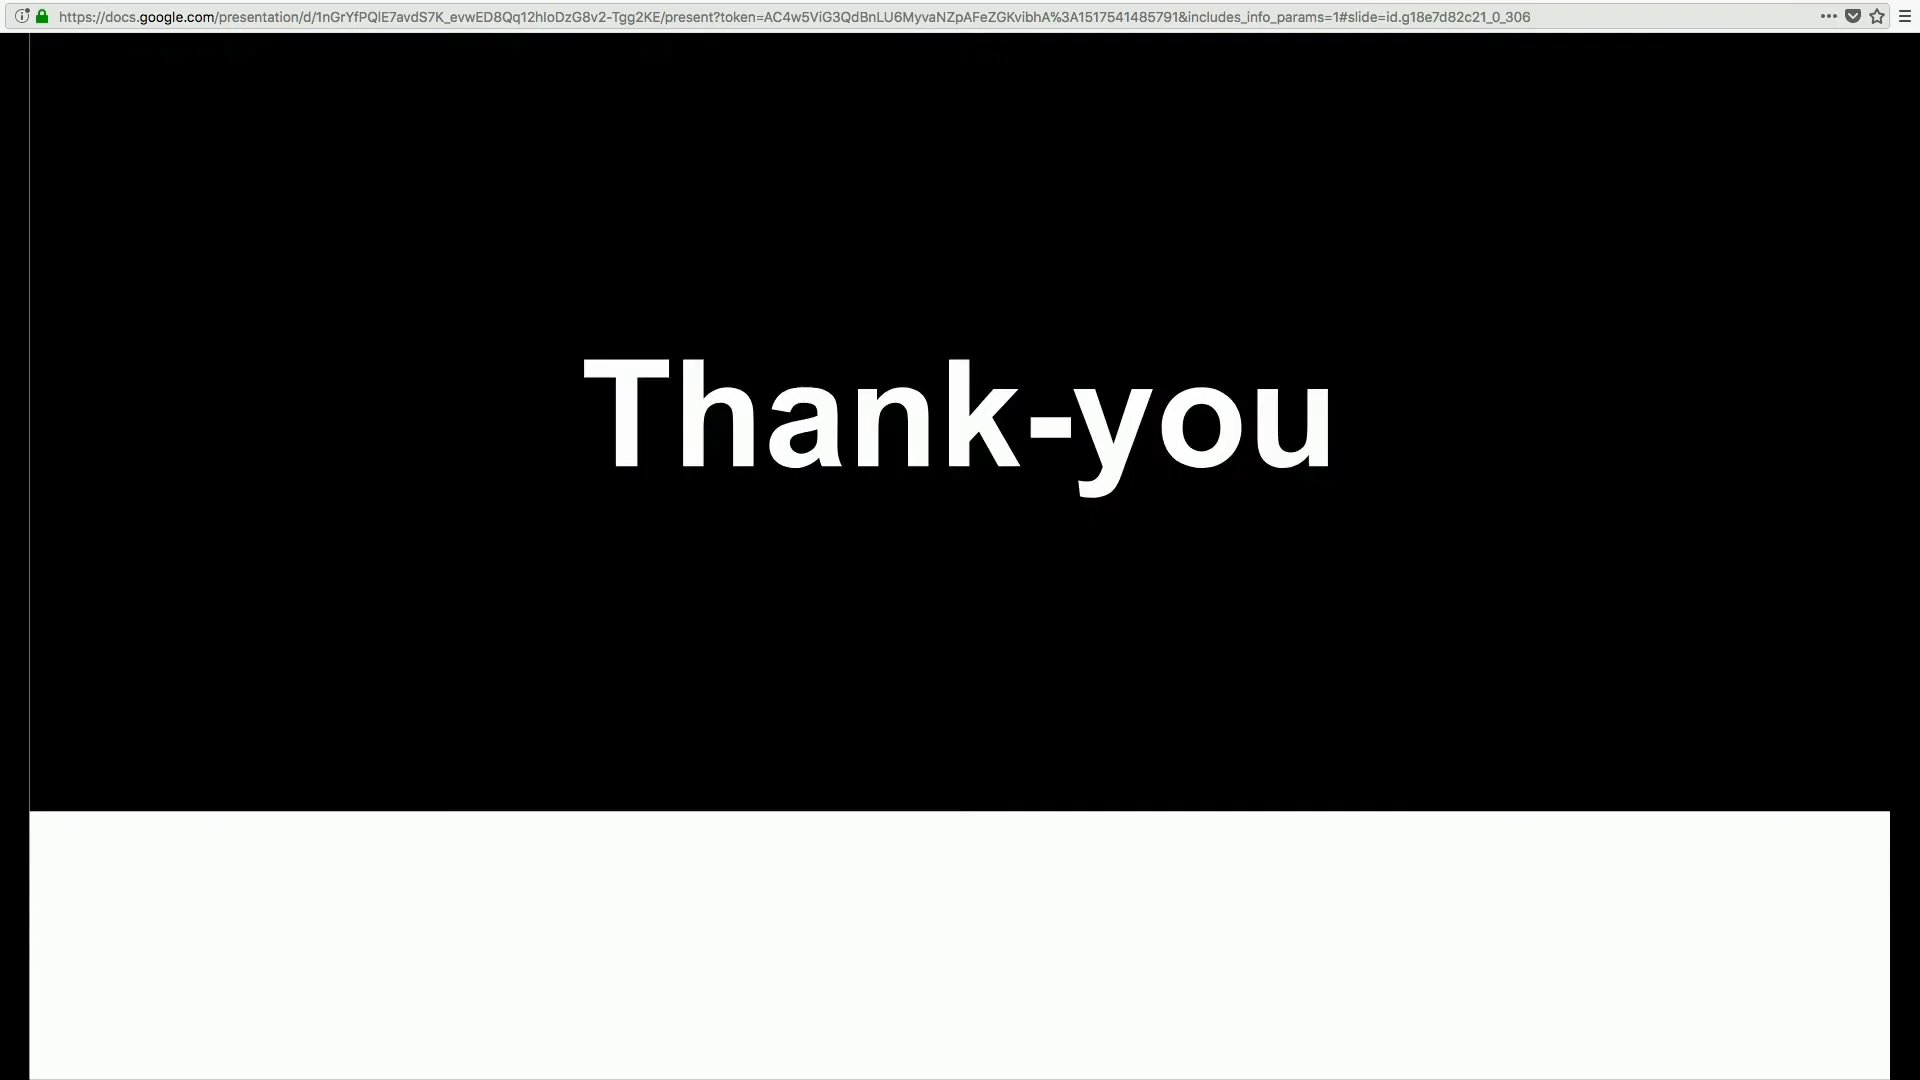 https://docs.google.com/presentation/d/1nGrYfPQlE7avdS7K_evwED8Qq12hIoDzG8v2-Tgg2KE/present?token=AC4w5ViG3QdBnLU6MyvaNZpAFeZGKvibhA%3A1517541485791&includes_info_params=1#slide=id.g18e7d82c21_0_306
Thank-you